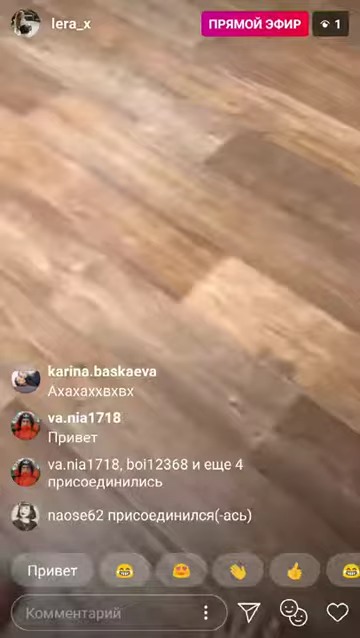 lera_x
ПРЯМОЙ ЭФИР
1
karina.baskaeva
Ахахаххвхвх
va.nia1718
Привет
va.nia1718, boi12368 и еще 4
присоединились
naose62 присоединился(-ась)
Привет
Комментарий